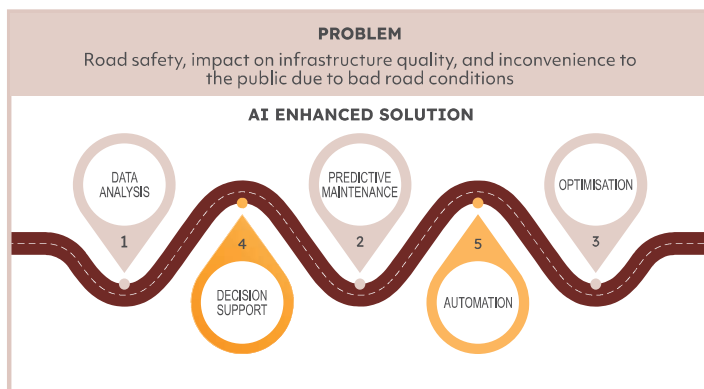 PROBLEM
Road safety, impact on infrastructure quality, and inconvenience to
the public due to bad road conditions
AI ENHANCED SOLUTION
DATA
ANALYSIS
1
4
DECISION
SUPPORT
PREDICTIVE
MAINTENANCE
2
5
AUTOMATION
OPTIMISATION
3